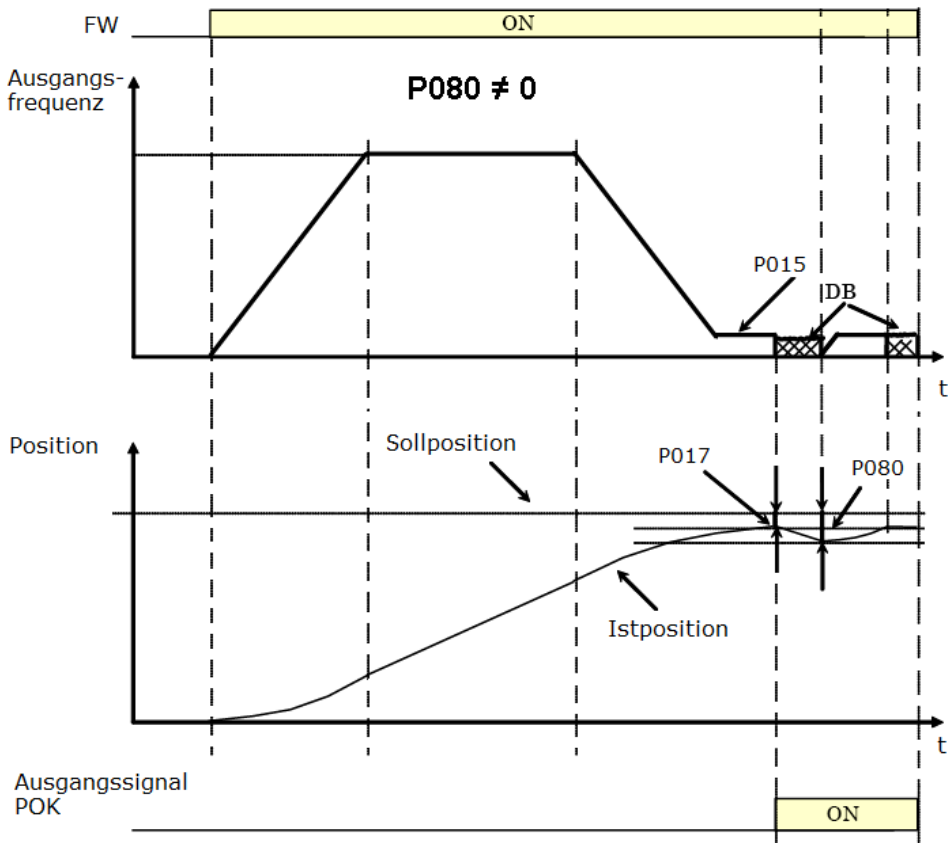 FW
ON
Ausgangs-
frequenz
P080 ≠ 0
P015
DB
t
Position
Sollposition
P017
P080
Istposition
t
Ausgangssignal
POK
ON